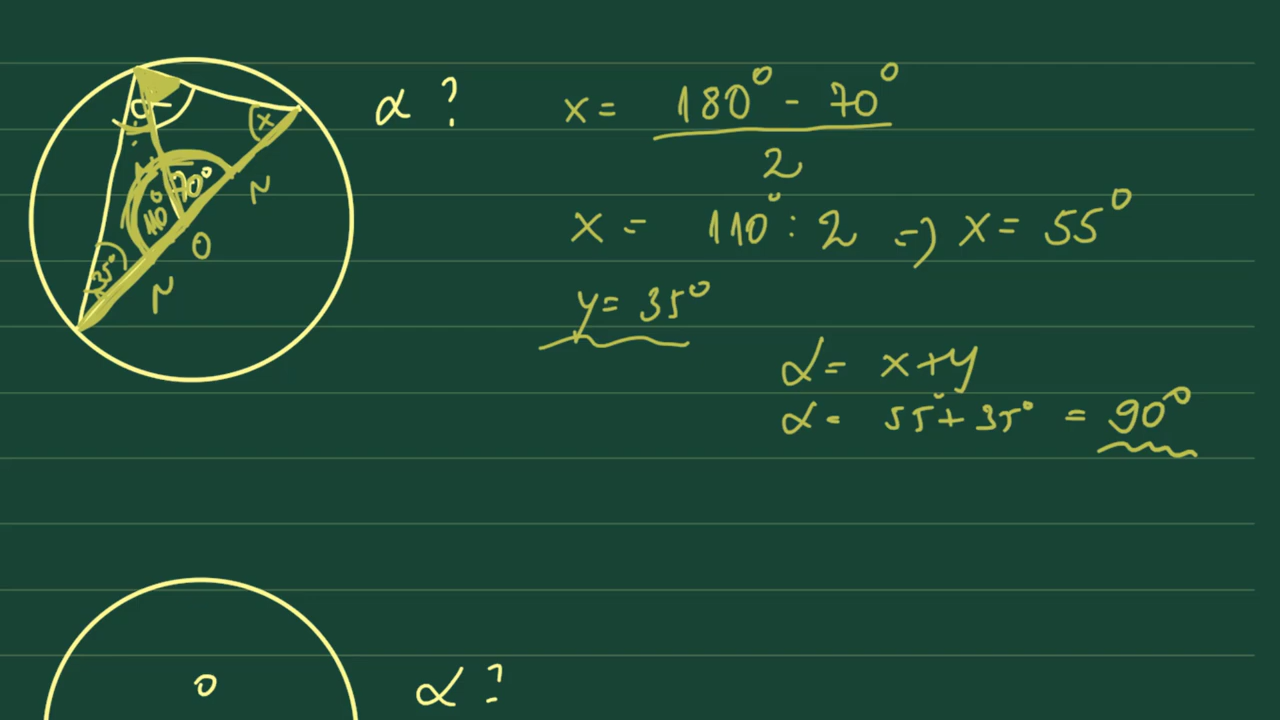 α ?
x = 180° - 70°
2
x = 110° : 2 => x = 55°
y = 35°
α = x+y
α = 55°+35° = 90°
α
x
70°
110°
O
35°
r
r
O
α ?